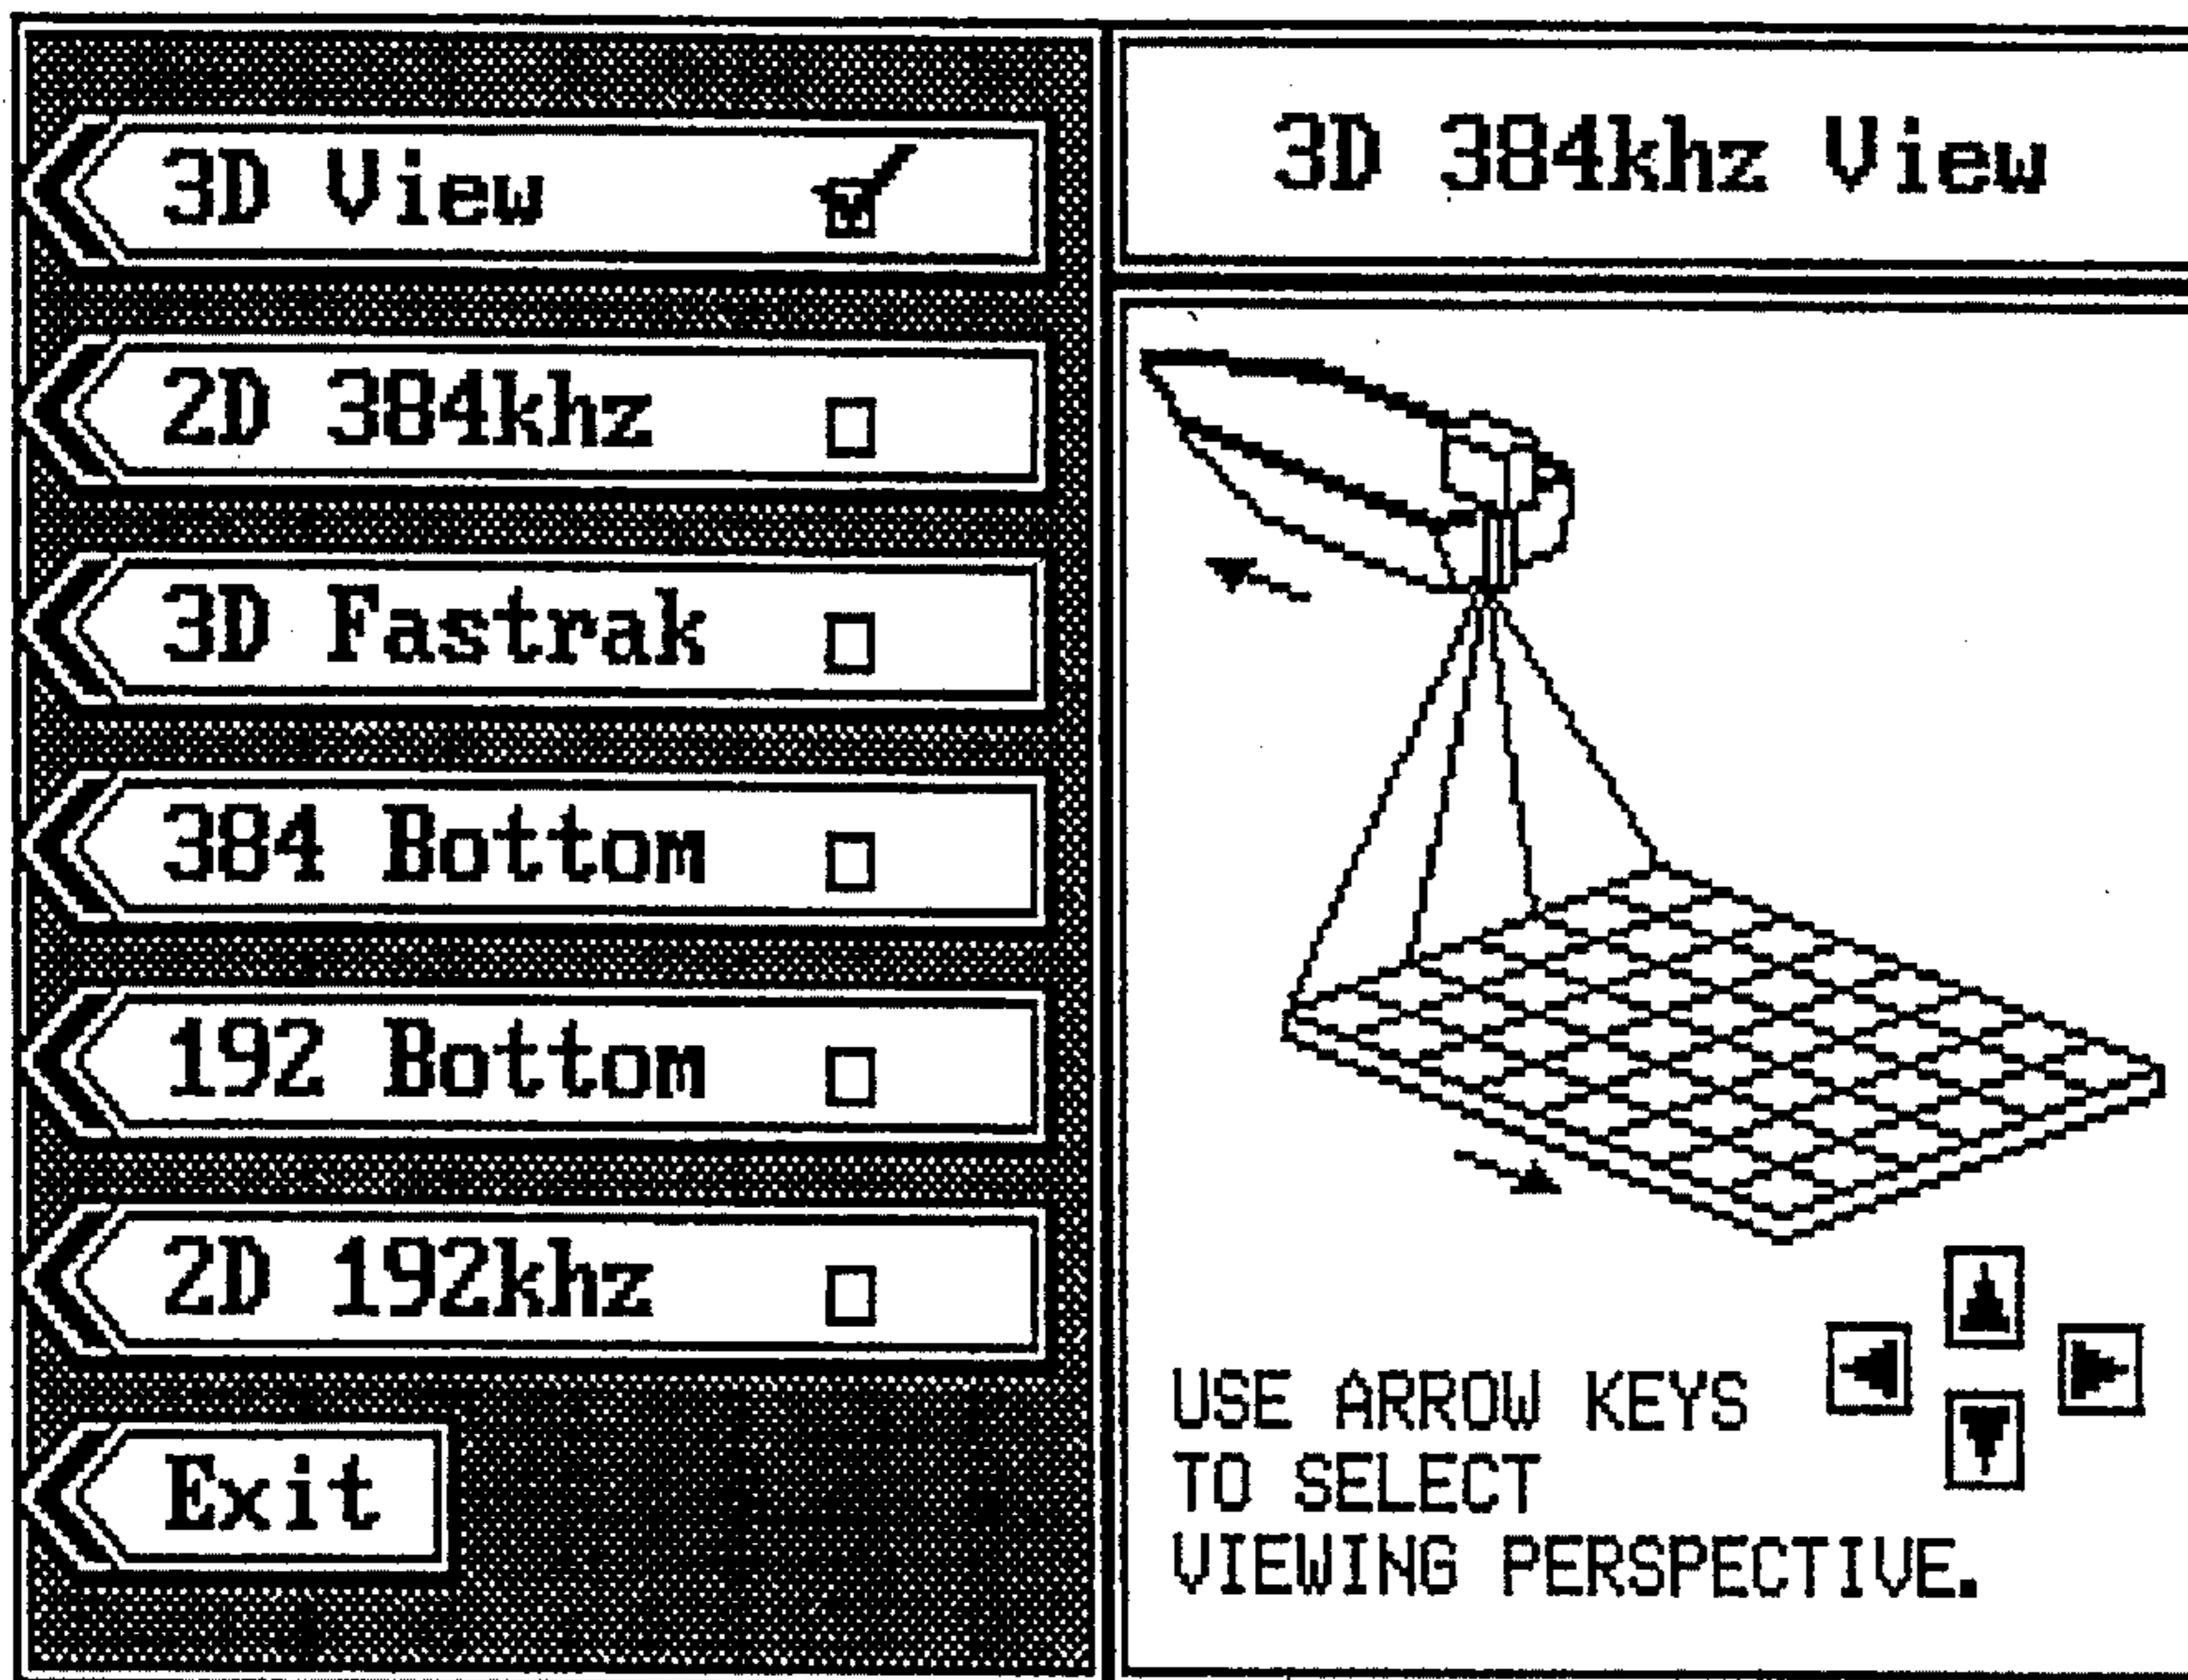 3D View
2D 384khz
3D Fastrak
384 Bottom
192 Bottom
2D 192khz
Exit
3D 384khz View
USE ARROW KEYS
TO SELECT
VIEWING PERSPECTIVE.